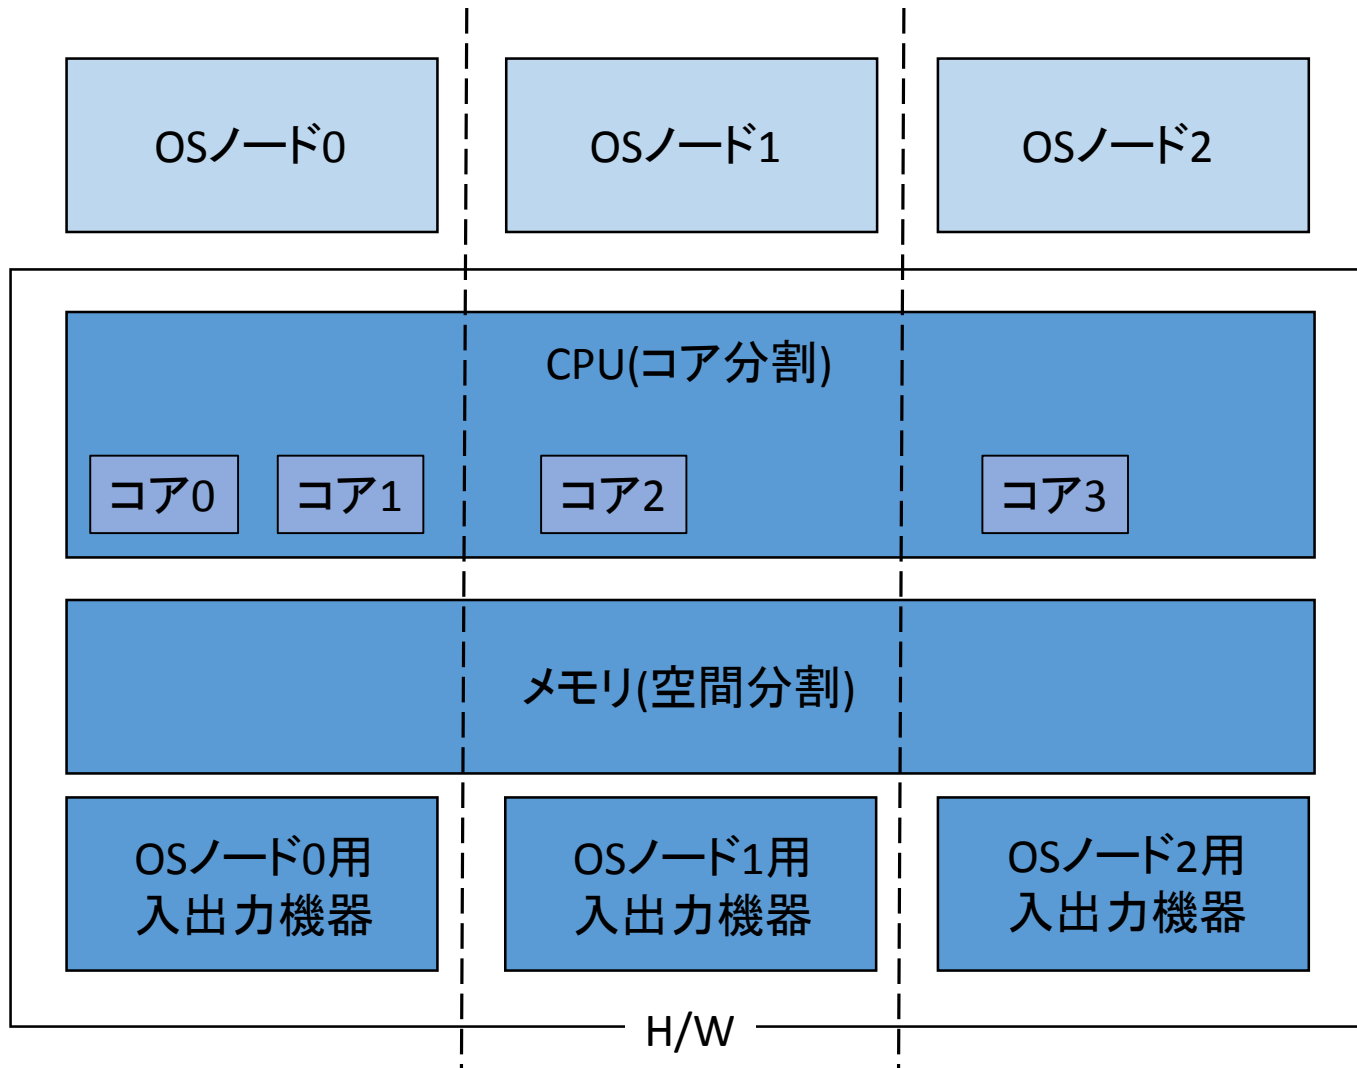 OSノード0
OSノード1
OSノード2
CPU(コア分割)
コア0
コア1
コア2
コア3
メモリ(空間分割)
OSノード0用
入出力機器
OSノード1用
入出力機器
OSノード2用
入出力機器
H/W